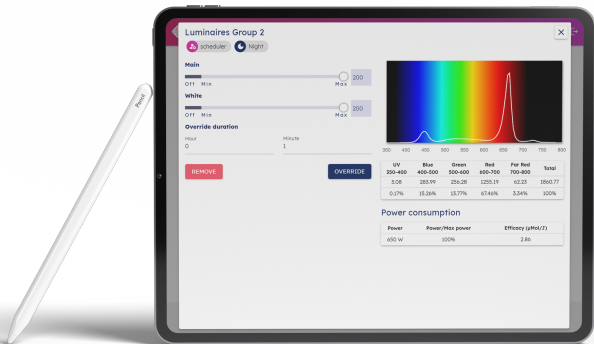 Luminaires Group 2
scheduler Night
Main
200
Off Min Max
White
200
Off Min Max
Override duration
Hour Minute
0 1
REMOVE OVERRIDE
300 400 450 500 550 600 650 700 750 800
UV Blue Green Red Far Red Total
350-400 400-500 500-600 600-700 700-800
3.08 283.99 256.28 1255.19 62.23 1860.77
0.17% 15.26% 13.77% 67.46% 3.34% 100%
Power consumption
Power Power/Max power Efficacy (μMol/J)
650 W 100% 2.86
Pencil